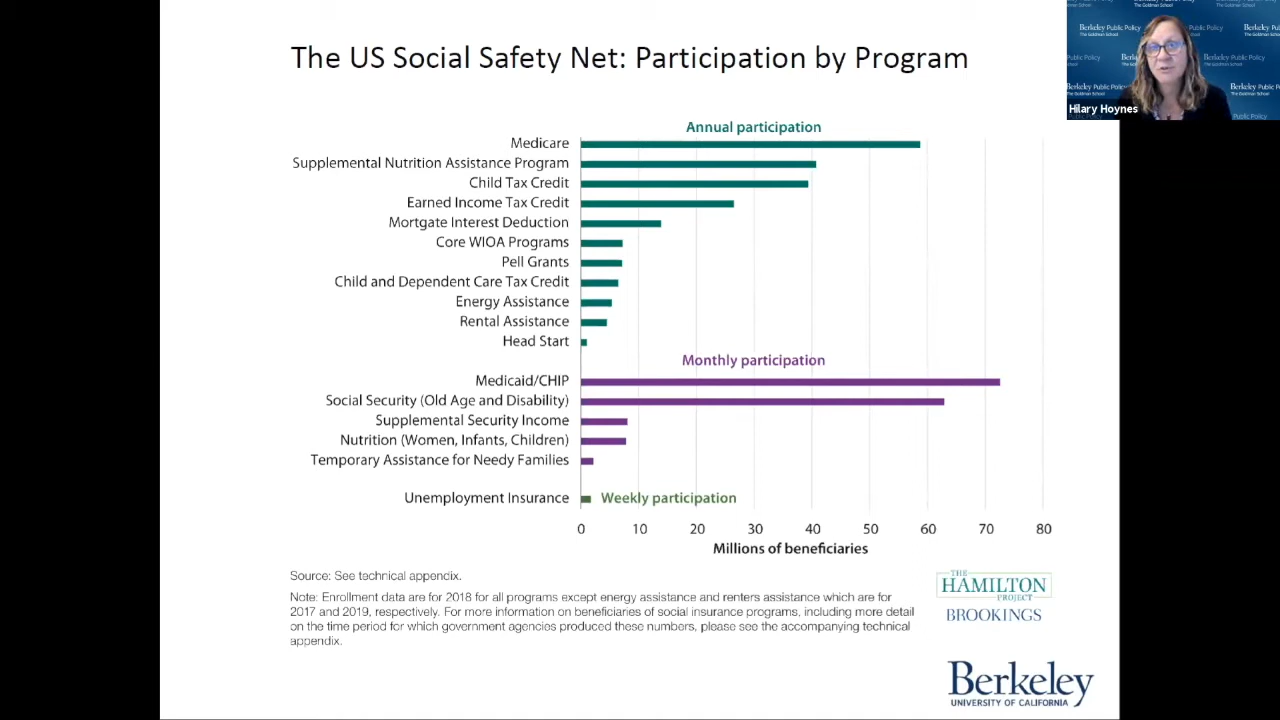 The US Social Safety Net: Participation by Program
Berkeley Public Policy
The Goldman School
Hilary Hoynes
Annual participation
Medicare
Supplemental Nutrition Assistance Program
Child Tax Credit
Earned Income Tax Credit
Mortgate Interest Deduction
Core WIOA Programs
Pell Grants
Child and Dependent Care Tax Credit
Energy Assistance
Rental Assistance
Head Start
Monthly participation
Medicaid/CHIP
Social Security (Old Age and Disability)
Supplemental Security Income
Nutrition (Women, Infants, Children)
Temporary Assistance for Needy Families
Unemployment Insurance Weekly participation
0 10 20 30 40 50 60 70 80
Millions of beneficiaries
Source: See technical appendix.
Note: Enrollment data are for 2018 for all programs except energy assistance and renters assistance which are for
2017 and 2019, respectively. For more information on beneficiaries of social insurance programs, including more detail
on the time period for which government agencies produced these numbers, please see the accompanying technical
appendix.
THE
HAMILTON
PROJECT
BROOKINGS
Berkeley
UNIVERSITY OF CALIFORNIA